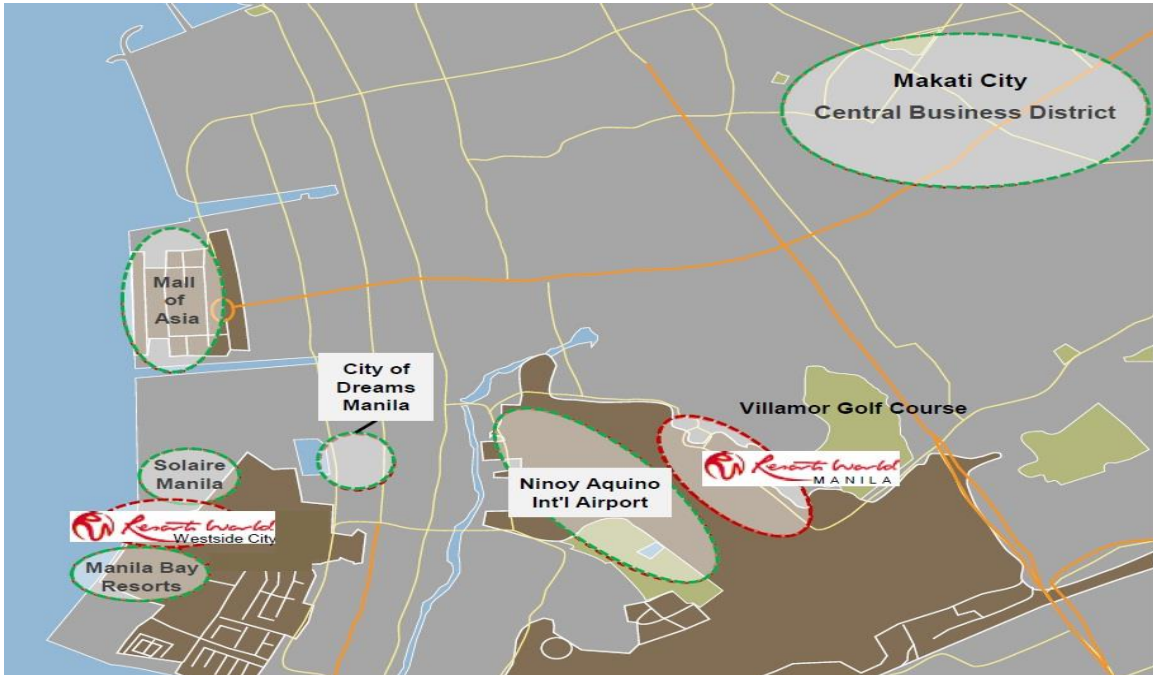 Makati City
Central Business District
Mall
of
Asia
City of
Dreams
Manila
Villamor Golf Course
Resorts World
MANILA
Ninoy Aquino
Int'l Airport
Solaire
Manila
Resorts World
Westside City
Manila Bay
Resorts